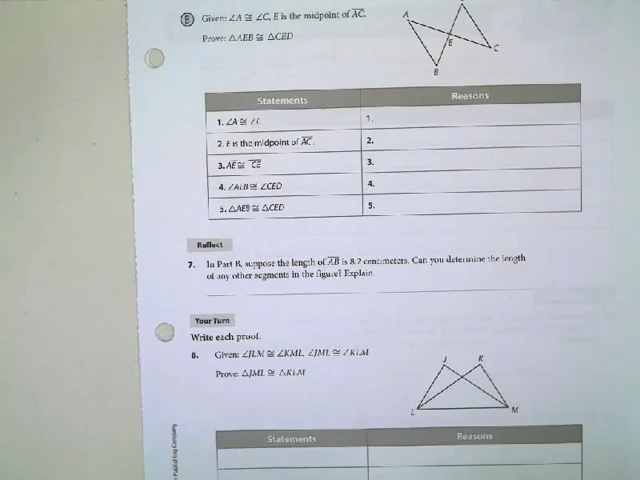 B Given: ∠A ≅ ∠C, E is the midpoint of AC.
Prove: △AEB ≅ △CED
A
E
C
B
Statements Reasons
1. ∠A ≅ ∠C 1.
2. E is the midpoint of AC. 2.
3. AE ≅ CE 3.
4. ∠AEB ≅ ∠CED 4.
5. △AEB ≅ △CED 5.
Reflect
7. In Part B, suppose the length of AB is 8.2 centimeters. Can you determine the length
of any other segments in the figure? Explain.
Your Turn
Write each proof.
8. Given: ∠JLM ≅ ∠KML, ∠JML ≅ ∠KLM
Prove: △JML ≅ △KLM
J K
L M
Statements Reasons
Publishing Company